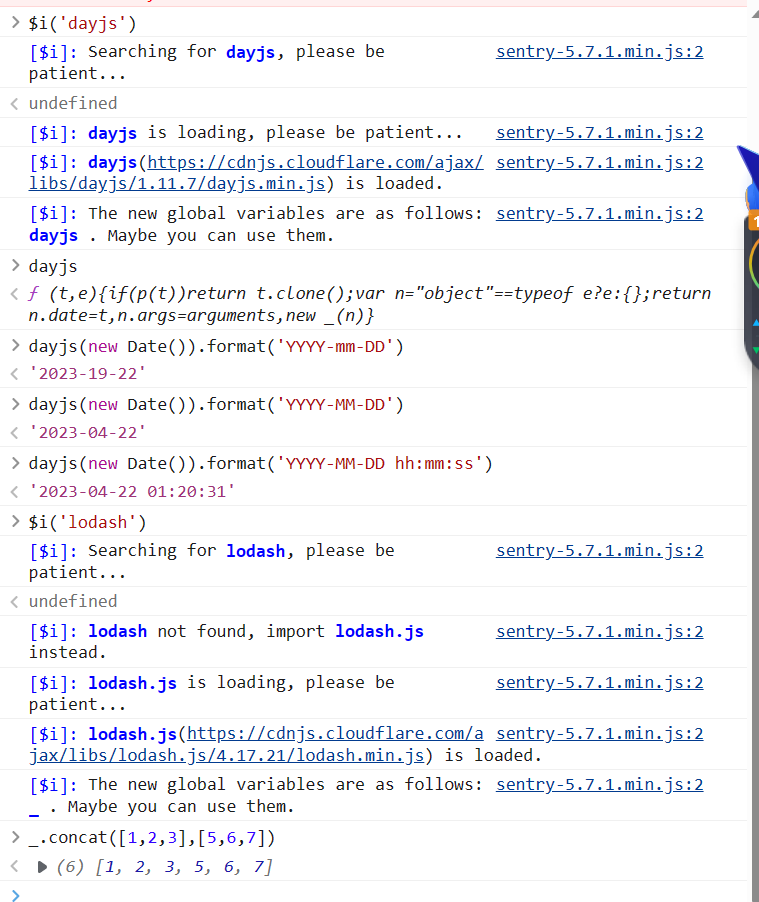 $i('dayjs')
[$i]: Searching for dayjs, please be sentry-5.7.1.min.js:2
patient...
undefined
[$i]: dayjs is loading, please be patient... sentry-5.7.1.min.js:2
[$i]: dayjs(https://cdnjs.cloudflare.com/ajax/ sentry-5.7.1.min.js:2
libs/dayjs/1.11.7/dayjs.min.js) is loaded.
[$i]: The new global variables are as follows: sentry-5.7.1.min.js:2
dayjs . Maybe you can use them.
dayjs
ƒ (t,e){if(p(t))return t.clone();var n="object"==typeof e?e:{};return
n.date=t,n.args=arguments,new _(n)}
dayjs(new Date()).format('YYYY-mm-DD')
'2023-19-22'
dayjs(new Date()).format('YYYY-MM-DD')
'2023-04-22'
dayjs(new Date()).format('YYYY-MM-DD hh:mm:ss')
'2023-04-22 01:20:31'
$i('lodash')
[$i]: Searching for lodash, please be sentry-5.7.1.min.js:2
patient...
undefined
[$i]: lodash not found, import lodash.js sentry-5.7.1.min.js:2
instead.
[$i]: lodash.js is loading, please be sentry-5.7.1.min.js:2
patient...
[$i]: lodash.js(https://cdnjs.cloudflare.com/a sentry-5.7.1.min.js:2
jax/libs/lodash.js/4.17.21/lodash.min.js) is loaded.
[$i]: The new global variables are as follows: sentry-5.7.1.min.js:2
_ . Maybe you can use them.
_.concat([1,2,3],[5,6,7])
(6) [1, 2, 3, 5, 6, 7]